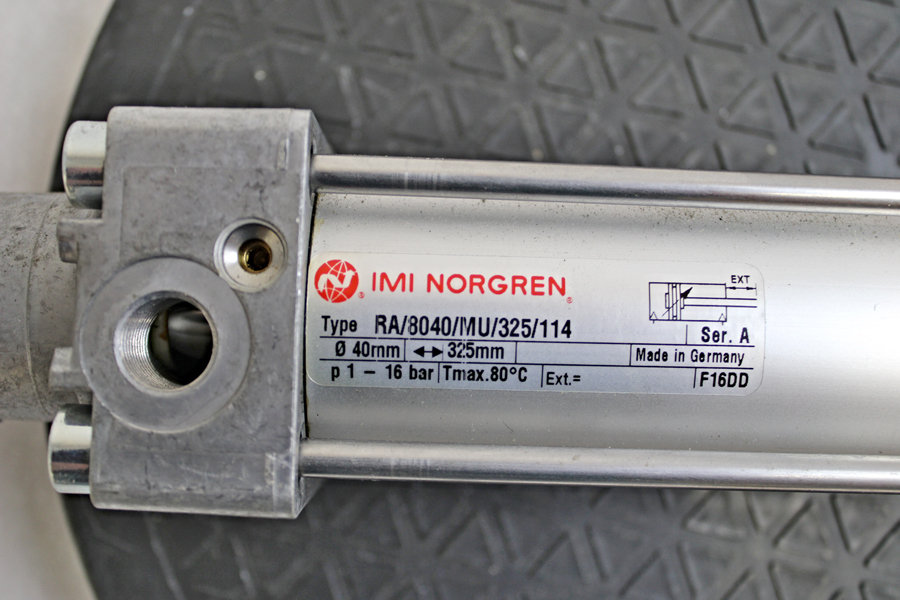 IMI NORGREN®
EXT
Type RA/8040/MU/325/114
Ser. A
Ø 40mm ↔ 325mm
Made in Germany
p 1 – 16 bar Tmax.80°C Ext.=
F16DD